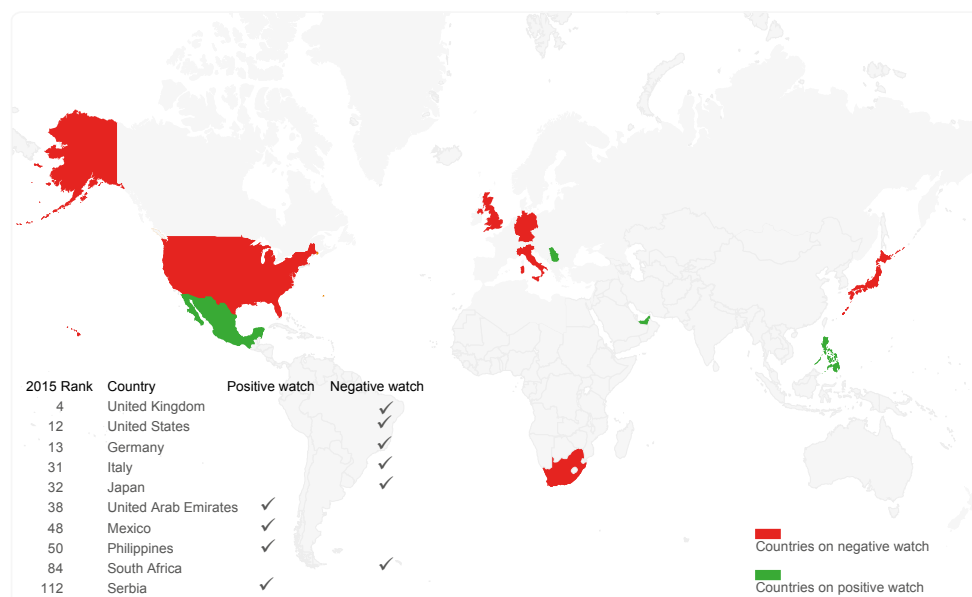 2015 Rank Country Positive watch Negative watch
4 United Kingdom ✓
12 United States ✓
13 Germany ✓
31 Italy ✓
32 Japan ✓
38 United Arab Emirates ✓
48 Mexico ✓
50 Philippines ✓
84 South Africa ✓
112 Serbia ✓
Countries on negative watch
Countries on positive watch